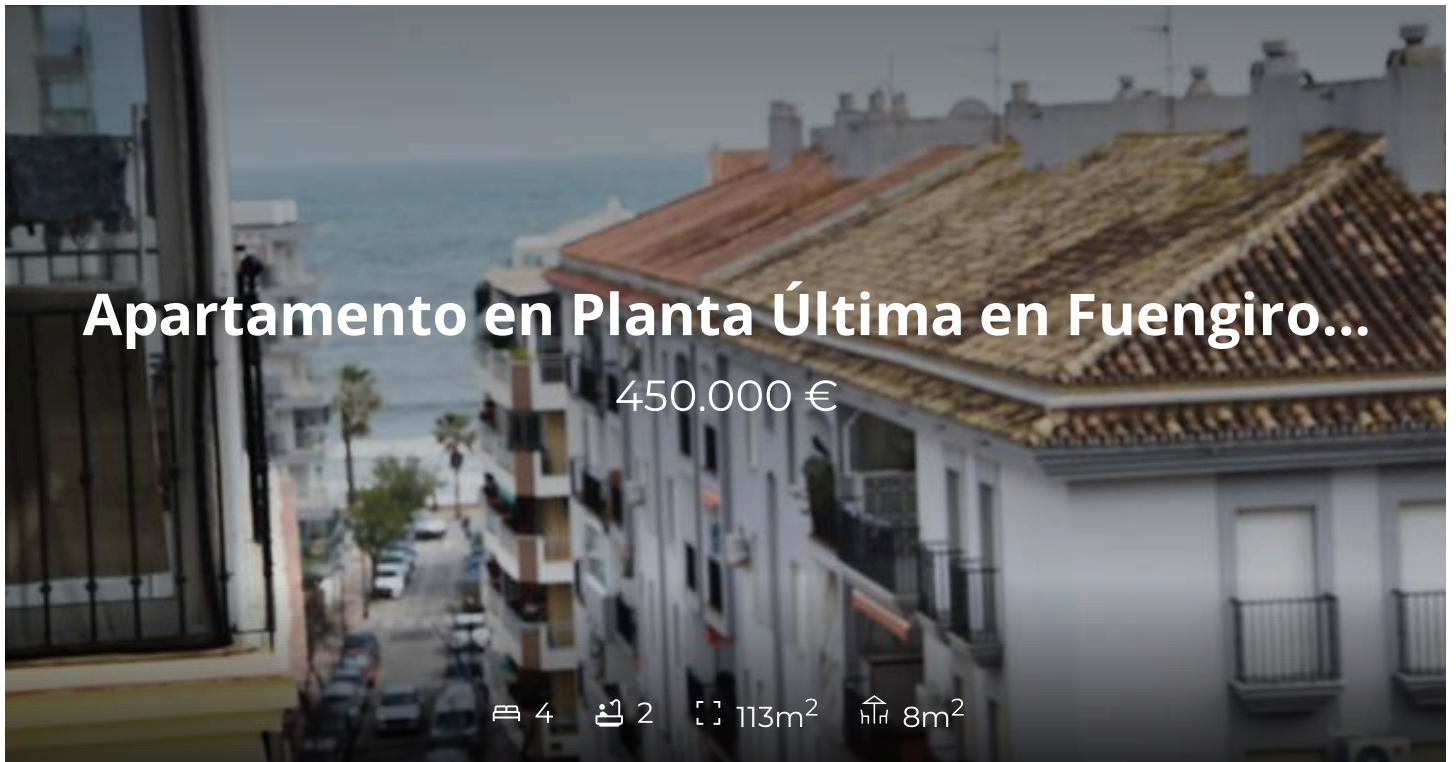 Apartamento en Planta Última en Fuengiro...
450.000 €
4 2 113m² 8m²